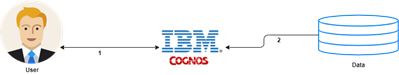 1
2
IBM
COGNOS
User
Data